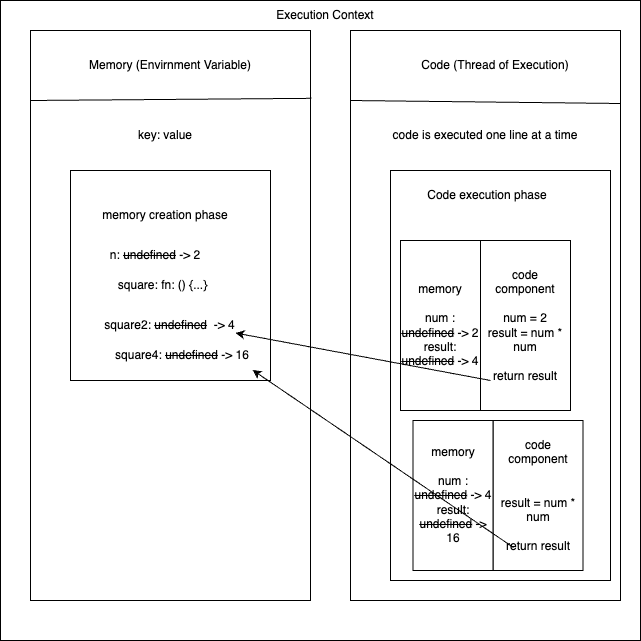 Execution Context
Memory (Envirnment Variable)
key: value
memory creation phase
n: undefined -> 2
square: fn: () {...}
square2: undefined -> 4
square4: undefined -> 16
Code (Thread of Execution)
code is executed one line at a time
Code execution phase
memory
num :
undefined -> 2
result:
undefined -> 4
code
component
num = 2
result = num *
num
return result
memory
num :
undefined -> 4
result:
undefined ->
16
code
component
result = num *
num
return result